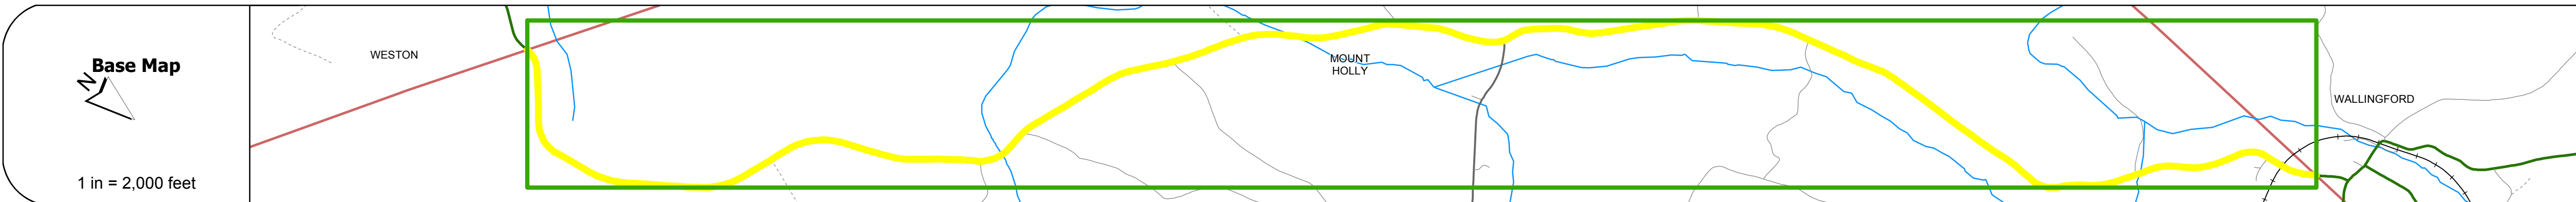 Base Map
N
1 in = 2,000 feet
WESTON
MOUNT
HOLLY
WALLINGFORD